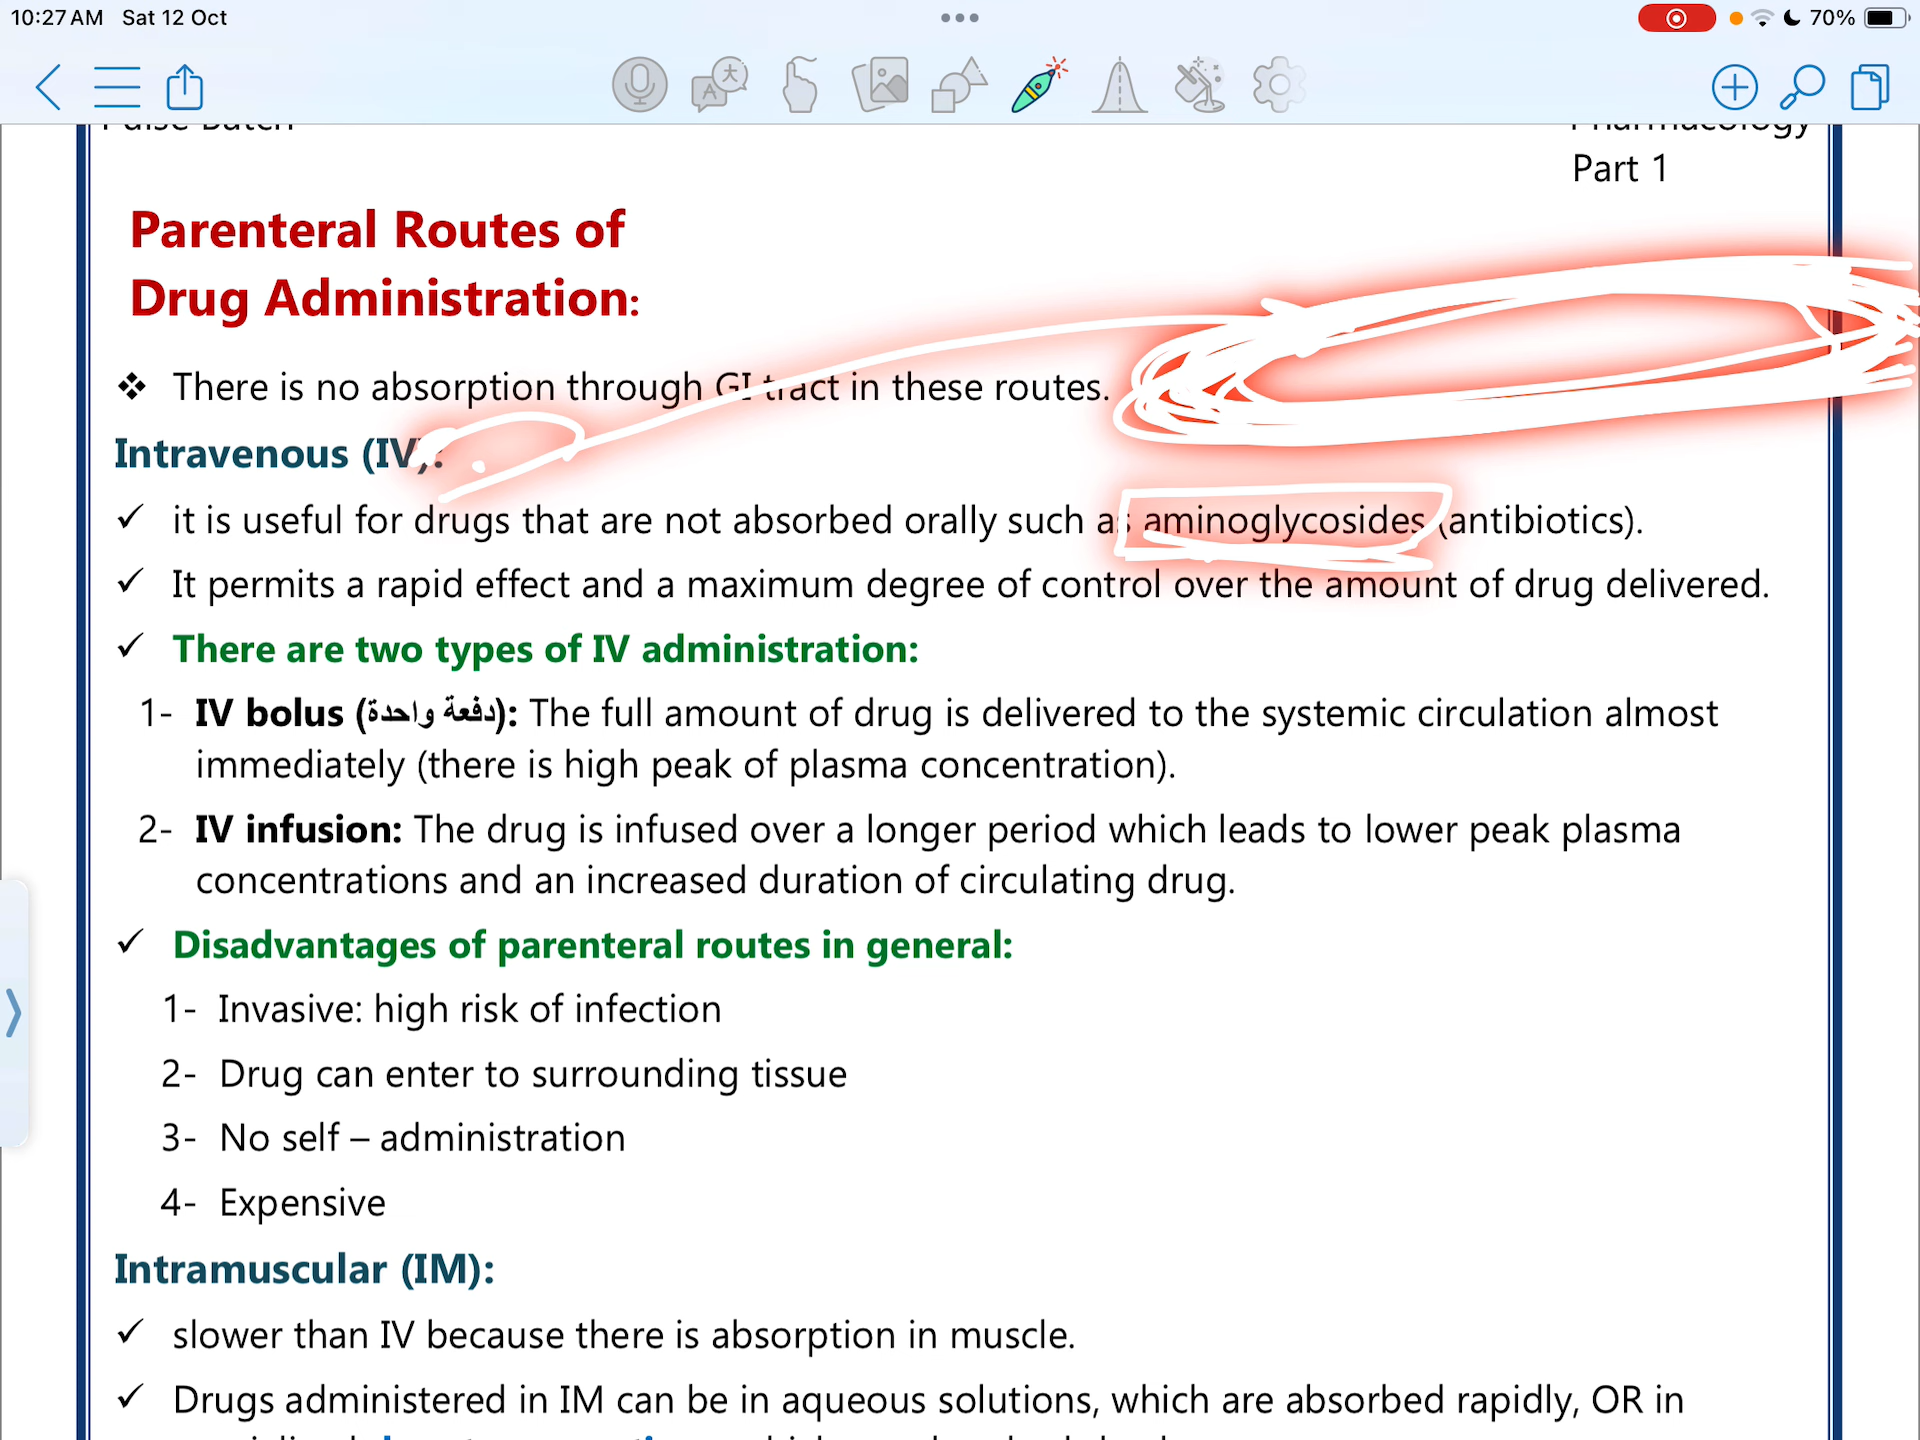 10:27 AM Sat 12 Oct
70%
Pulse Batch
Pharmacology
Part 1
Parenteral Routes of
Drug Administration:
❖ There is no absorption through GI tract in these routes.
Intravenous (IV):
✓ it is useful for drugs that are not absorbed orally such as aminoglycosides (antibiotics).
✓ It permits a rapid effect and a maximum degree of control over the amount of drug delivered.
✓ There are two types of IV administration:
1- IV bolus (دفعة واحدة): The full amount of drug is delivered to the systemic circulation almost
immediately (there is high peak of plasma concentration).
2- IV infusion: The drug is infused over a longer period which leads to lower peak plasma
concentrations and an increased duration of circulating drug.
✓ Disadvantages of parenteral routes in general:
1- Invasive: high risk of infection
2- Drug can enter to surrounding tissue
3- No self – administration
4- Expensive
Intramuscular (IM):
✓ slower than IV because there is absorption in muscle.
✓ Drugs administered in IM can be in aqueous solutions, which are absorbed rapidly, OR in